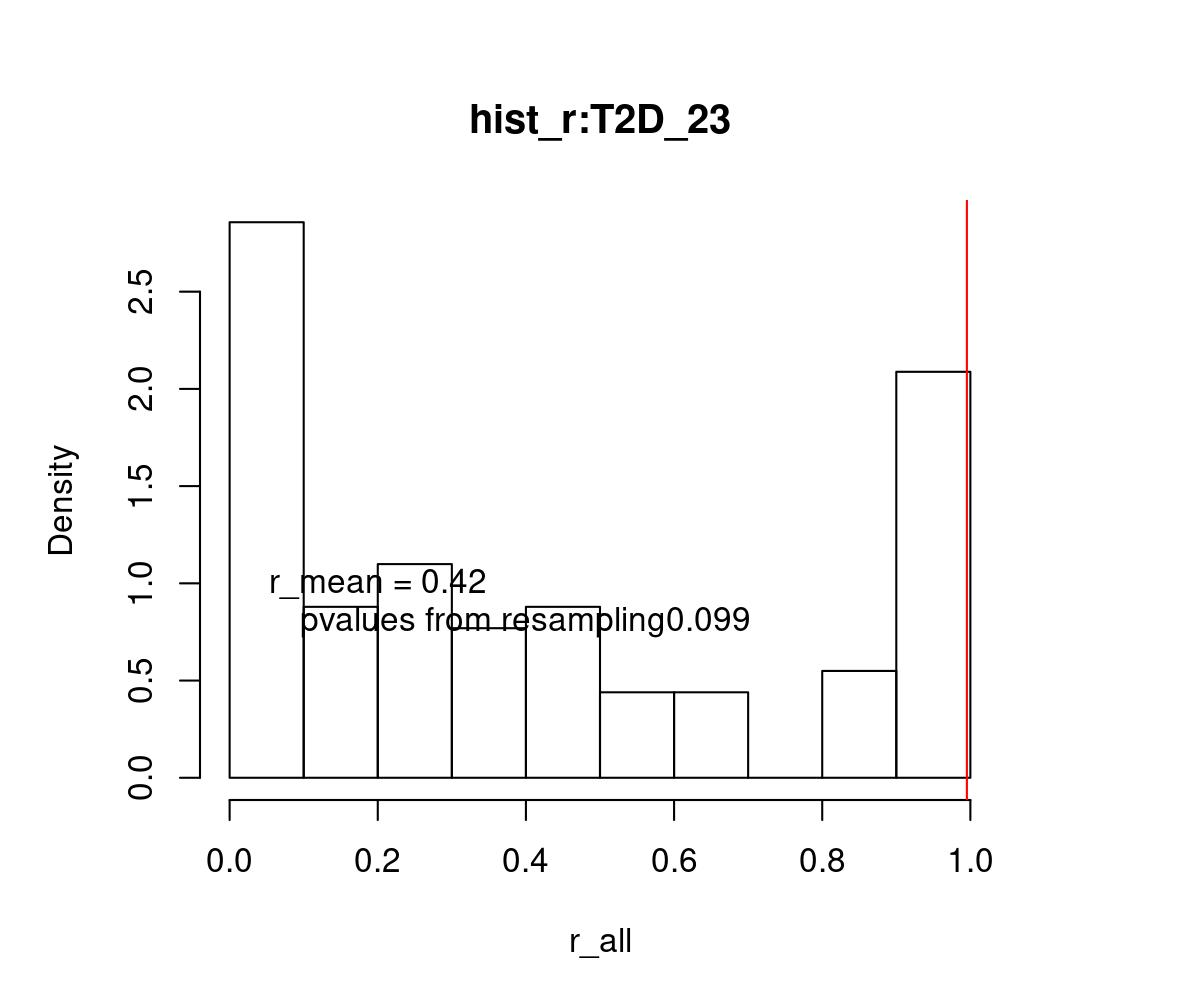 hist_r:T2D_23
Density
2.5
2.0
1.5
1.0
0.5
0.0
r_mean = 0.42
pvalues from resampling0.099
0.0 0.2 0.4 0.6 0.8 1.0
r_all